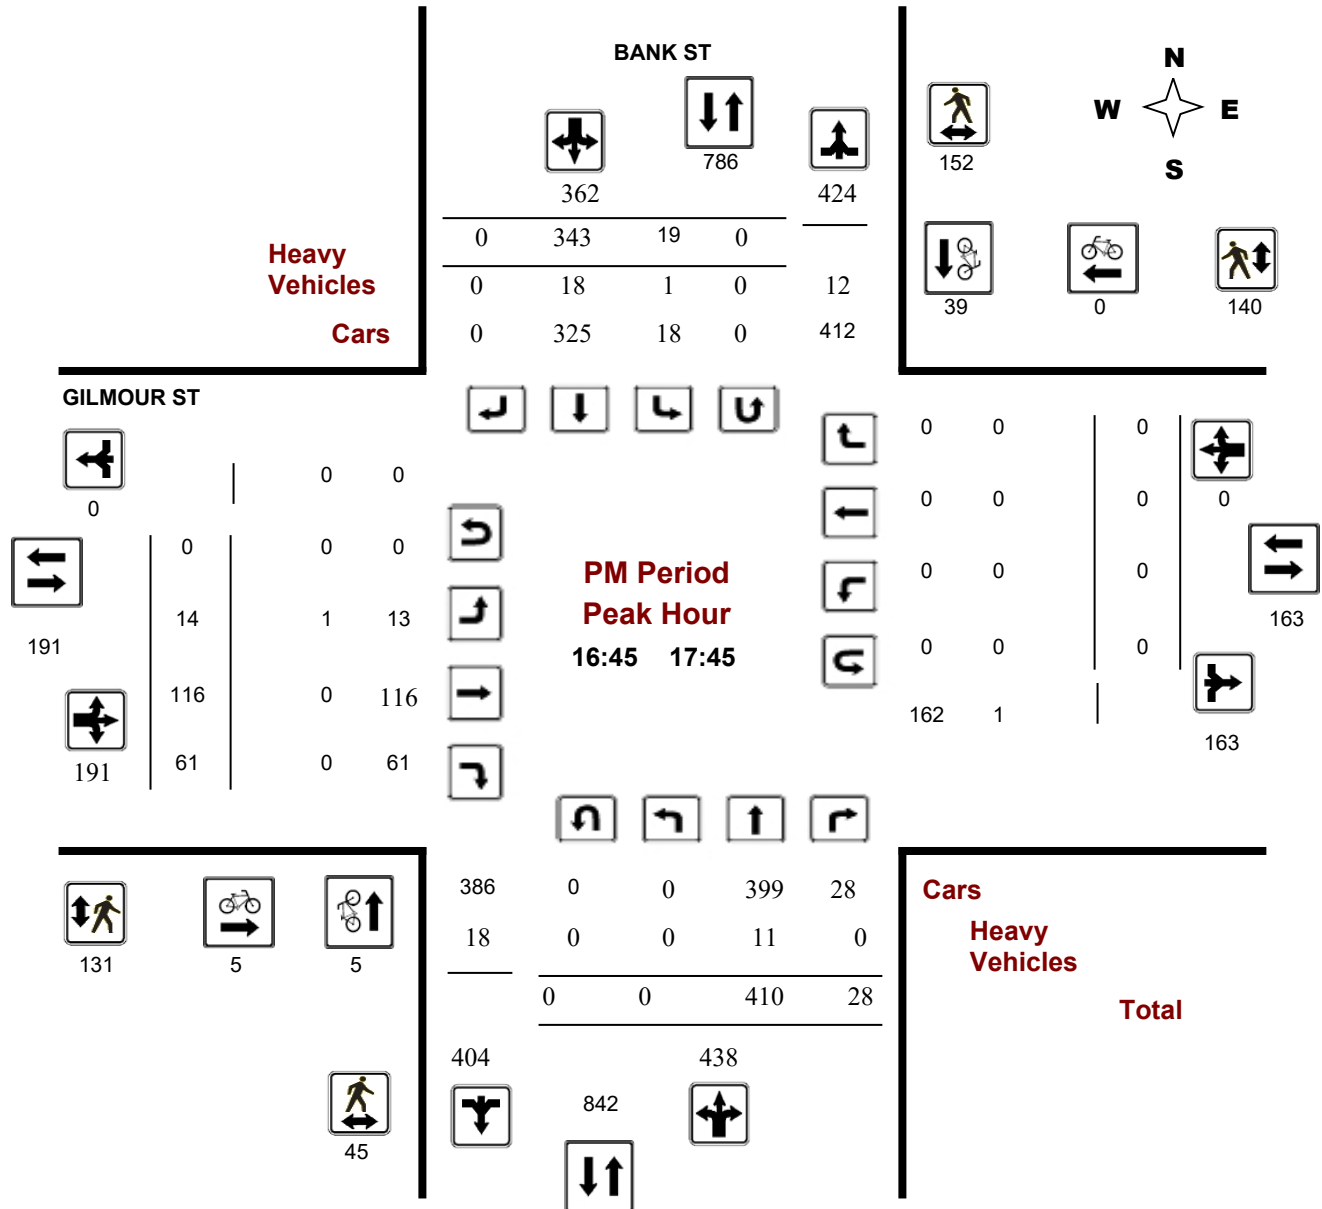 BANK ST
N
W E
S
786
152
362
424
0 343 19 0
Heavy
Vehicles
0 18 1 0 12
39 0 140
Cars
0 325 18 0 412
GILMOUR ST
0 0 0
0 0
0
0 0 0 0
0 0 0
PM Period
0 0 0
14 1 13
Peak Hour
163
191
16:45 17:45
0 0 0
116 0 116
162 1
163
191
61 0 61
386 0 0 399 28
Cars
18 0 0 11 0
Heavy
Vehicles
131 5 5
0 0 410 28
Total
404 438
842
45